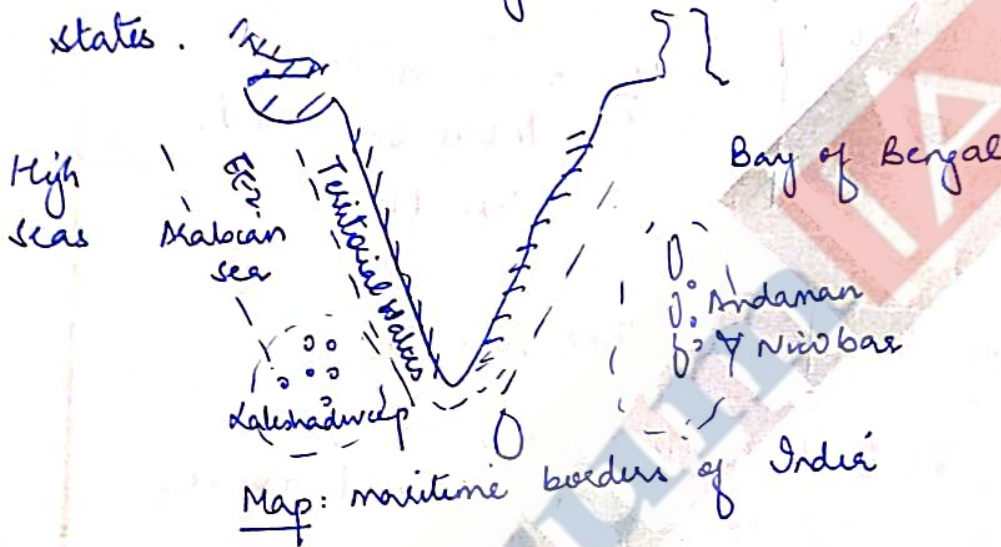 states.
High
seas
EEZ
Arabian
sea
Territorial Waters
Bay of Bengal
Andaman
& Nicobar
Lakshadweep
Map: maritime borders of India